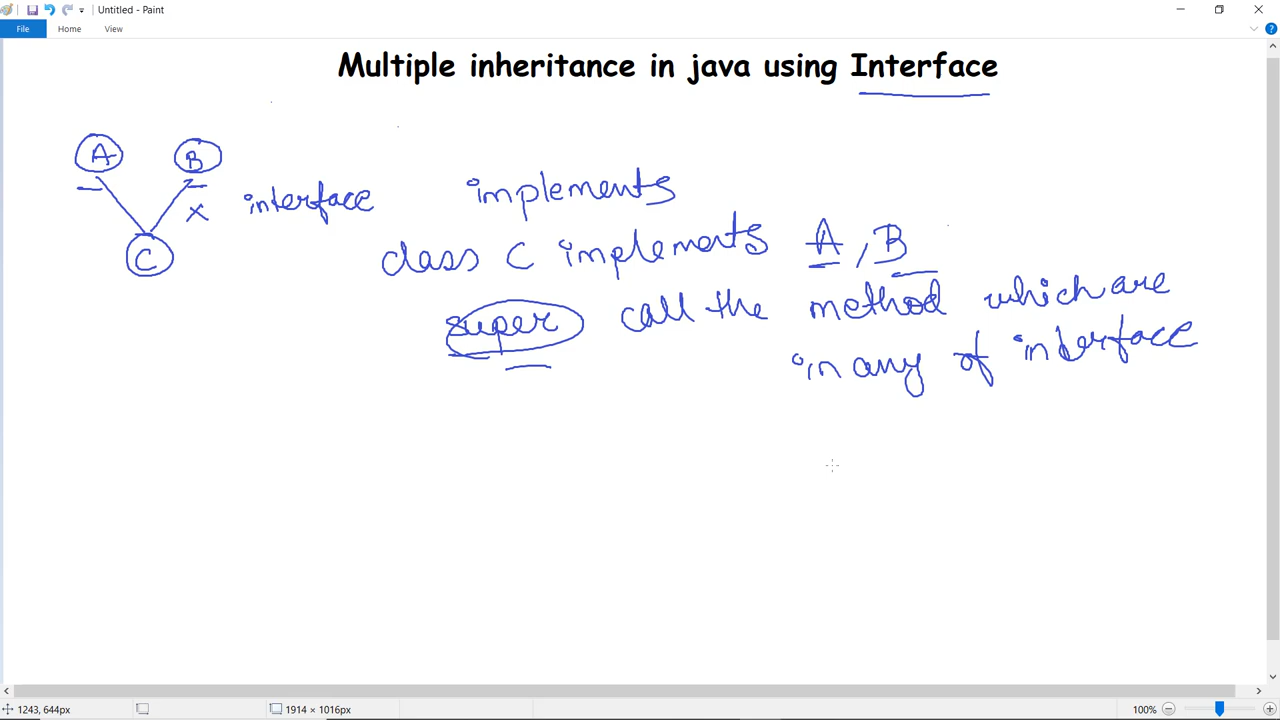 Untitled - Paint
File Home View
Multiple inheritance in java using Interface
A B
interface implements
C class C implements A, B
super call the method which are
in any of interface
1243, 644px 1914 × 1016px 100%